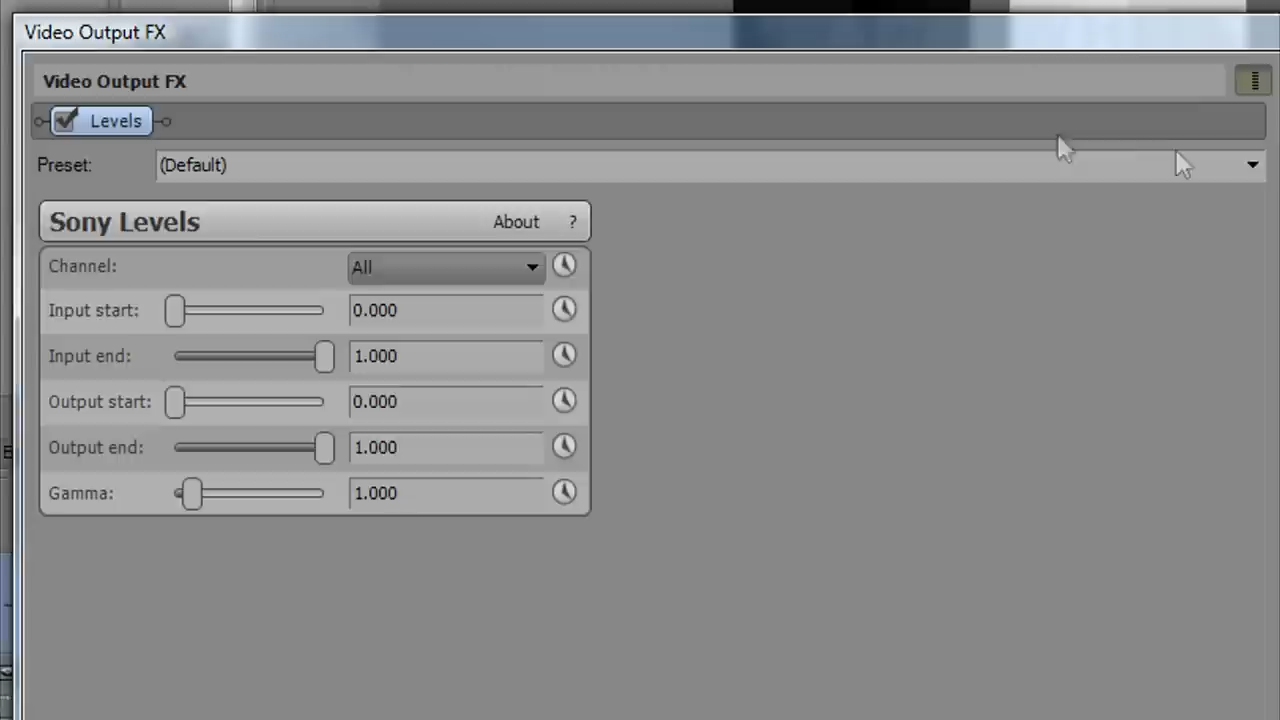 Video Output FX
Video Output FX
Levels
Preset: (Default)
Sony Levels About ?
Channel: All
Input start: 0.000
Input end: 1.000
Output start: 0.000
Output end: 1.000
Gamma: 1.000